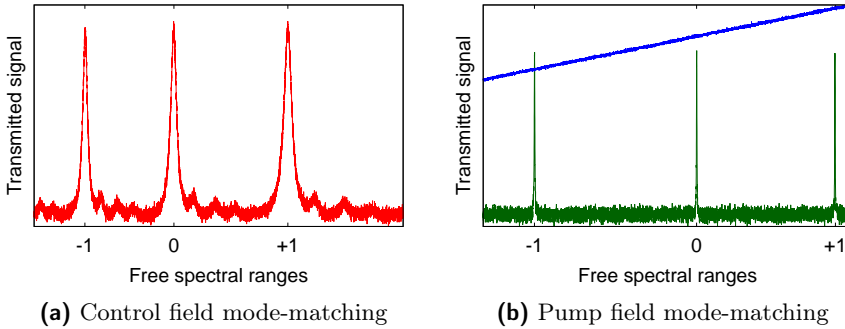 Transmitted signal
-1 0 +1
Free spectral ranges
(a) Control field mode-matching
Transmitted signal
-1 0 +1
Free spectral ranges
(b) Pump field mode-matching